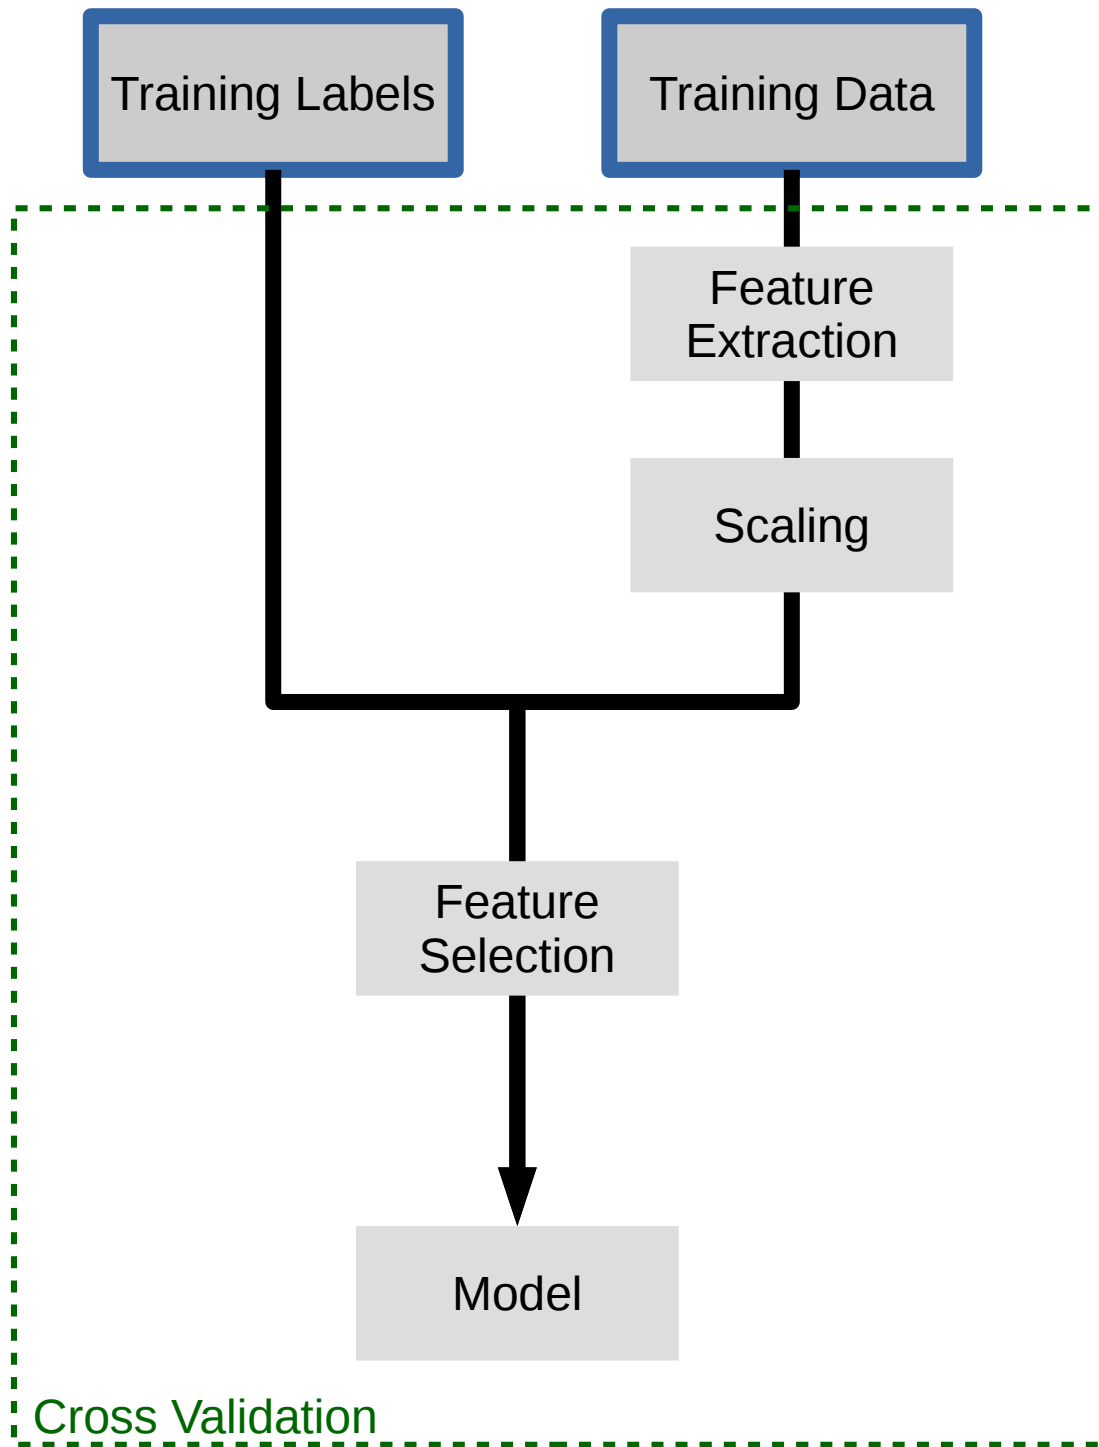 Training Labels
Training Data
Feature
Extraction
Scaling
Feature
Selection
Model
Cross Validation